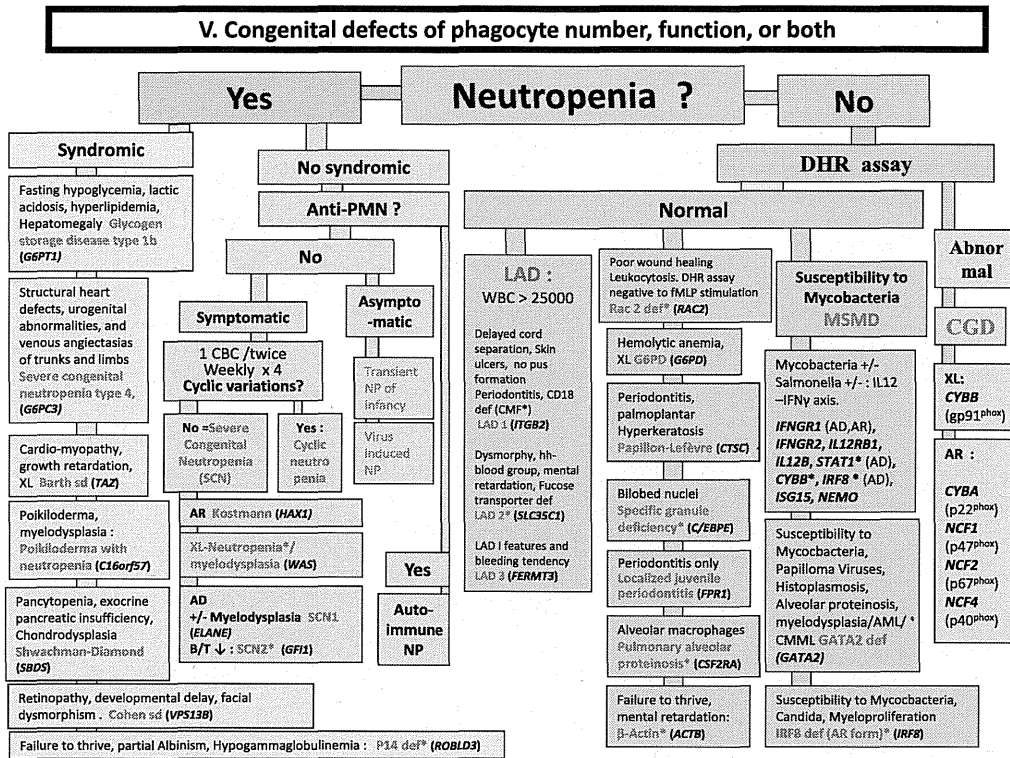 V. Congenital defects of phagocyte number, function, or both
Neutropenia ?
Yes
No
Syndromic
Fasting hypoglycemia, lactic
acidosis, hyperlipidemia,
Hepatomegaly Glycogen
storage disease type 1b
(G6PT1)
Structural heart
defects, urogenital
abnormalities, and
venous angiectasias
of trunks and limbs
Severe congenital
neutropenia type 4,
(G6PC3)
Cardio-myopathy,
growth retardation,
XL Barth sd (TAZ)
Poikiloderma,
myelodysplasia :
Poikiloderma with
neutropenia (C16orf57)
Pancytopenia, exocrine
pancreatic insufficiency,
Chondrodysplasia
Shwachman-Diamond
(SBDS)
Retinopathy, developmental delay, facial
dysmorphism . Cohen sd (VPS13B)
Failure to thrive, partial Albinism, Hypogammaglobulinemia : P14 def* (ROBLD3)
No syndromic
Anti-PMN ?
No
Symptomatic
1 CBC /twice
Weekly x 4
Cyclic variations?
No =Severe
Congenital
Neutropenia
(SCN)
Yes :
Cyclic
neutro
penia
AR Kostmann (HAX1)
XL-Neutropenia*/
myelodysplasia (WAS)
AD
+/- Myelodysplasia SCN1
(ELANE)
B/T ↓ : SCN2* (GFI1)
Asympto
-matic
Transient
NP of
infancy
Virus
induced NP
Yes
Auto-
immune
NP
DHR assay
Normal
LAD :
WBC > 25000
Delayed cord
separation, Skin
ulcers, no pus
formation
Periodontitis, CD18
def (CMF*)
LAD 1 (ITGB2)
Dysmorphy, hh-
blood group, mental
retardation, Fucose
transporter def
LAD 2* (SLC35C1)
LAD I features and
bleeding tendency
LAD 3 (FERMT3)
Poor wound healing
Leukocytosis. DHR assay
negative to fMLP stimulation
Rac 2 def* (RAC2)
Hemolytic anemia,
XL G6PD (G6PD)
Periodontitis,
palmoplantar
Hyperkeratosis
Papillon-Lefèvre (CTSC)
Bilobed nuclei
Specific granule
deficiency* (C/EBPE)
Periodontitis only
Localized juvenile
periodontitis (FPR1)
Alveolar macrophages
Pulmonary alveolar
proteinosis* (CSF2RA)
Failure to thrive,
mental retardation:
β-Actin* (ACTB)
Susceptibility to
Mycobacteria
MSMD
Mycobacteria +/-
Salmonella +/- : IL12
–IFNγ axis.
IFNGR1 (AD,AR),
IFNGR2, IL12RB1,
IL12B, STAT1* (AD),
CYBB*, IRF8 * (AD),
ISG15, NEMO
Susceptibility to
Mycobacteria,
Papilloma Viruses,
Histoplasmosis,
Alveolar proteinosis,
myelodysplasia/AML/
CMML GATA2 def
(GATA2)
Susceptibility to Mycocbacteria,
Candida, Myeloproliferation
IRF8 def (AR form)* (IRF8)
Abnor
mal
CGD
XL:
CYBB
(gp91phox)
AR :
CYBA
(p22phox)
NCF1
(p47phox)
NCF2
(p67phox)
NCF4
(p40phox)